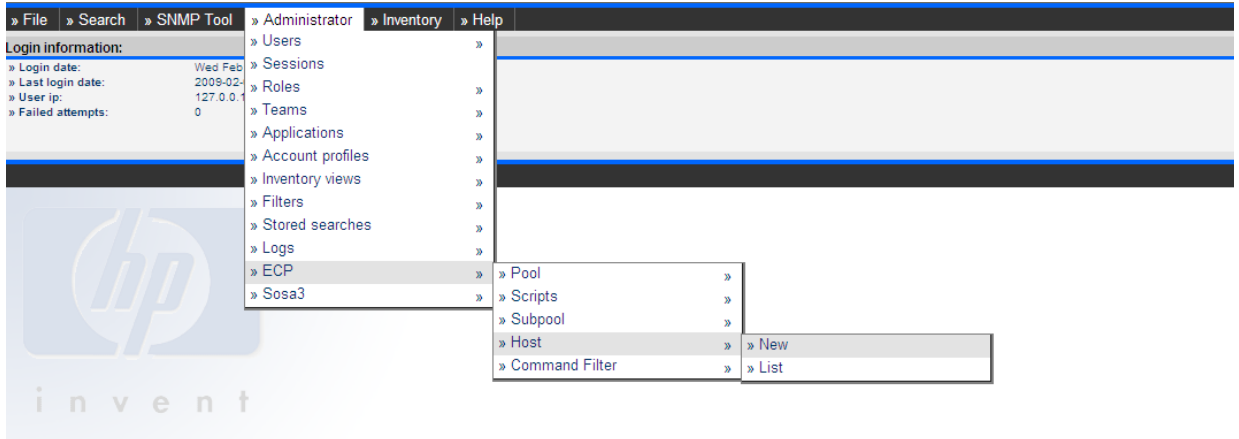 » File » Search » SNMP Tool » Administrator » Inventory » Help
Login information:
» Login date: Wed Feb
» Last login date: 2009-02-
» User ip: 127.0.0.1
» Failed attempts: 0
» Users »
» Sessions
» Roles »
» Teams »
» Applications »
» Account profiles »
» Inventory views »
» Filters »
» Stored searches »
» Logs »
» ECP »
» Sosa3 »
» Pool »
» Scripts »
» Subpool »
» Host »
» Command Filter »
» New
» List
hp
invent